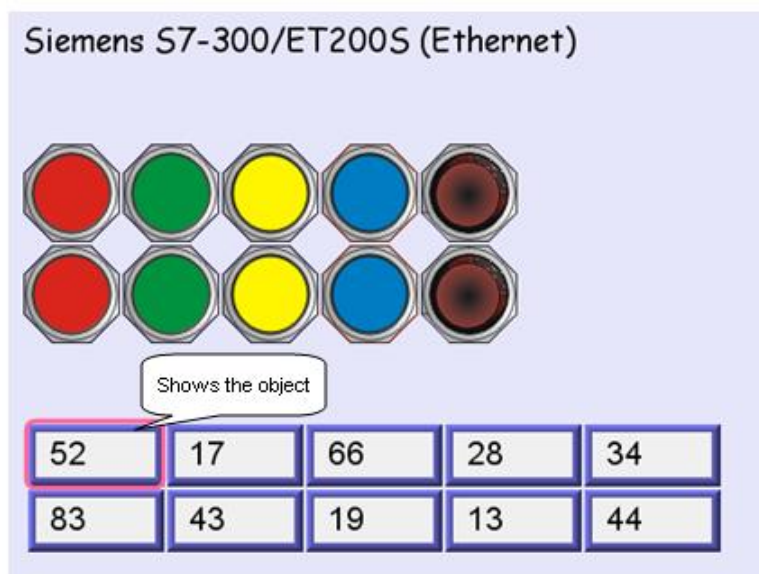 Siemens S7-300/ET200S (Ethernet)
Shows the object
52 17 66 28 34
83 43 19 13 44